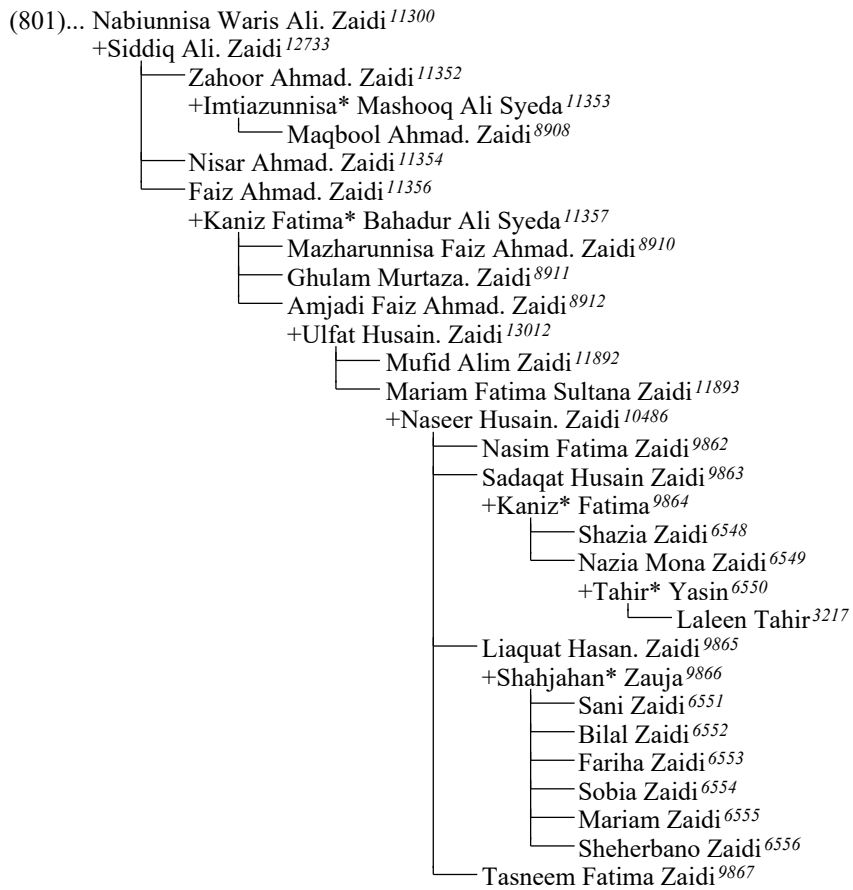 (801)... Nabiunnisa Waris Ali. Zaidi 11300
+Siddiq Ali. Zaidi 12733
Zahoor Ahmad. Zaidi 11352
+Imtiazunnisa* Mashooq Ali Syeda 11353
Maqbool Ahmad. Zaidi 8908
Nisar Ahmad. Zaidi 11354
Faiz Ahmad. Zaidi 11356
+Kaniz Fatima* Bahadur Ali Syeda 11357
Mazharunnisa Faiz Ahmad. Zaidi 8910
Ghulam Murtaza. Zaidi 8911
Amjadi Faiz Ahmad. Zaidi 8912
+Ulfat Husain. Zaidi 13012
Mufid Alim Zaidi 11892
Mariam Fatima Sultana Zaidi 11893
+Naseer Husain. Zaidi 10486
Nasim Fatima Zaidi 9862
Sadaqat Husain Zaidi 9863
+Kaniz* Fatima 9864
Shazia Zaidi 6548
Nazia Mona Zaidi 6549
+Tahir* Yasin 6550
Laleen Tahir 3217
Liaquat Hasan. Zaidi 9865
+Shahjahan* Zauja 9866
Sani Zaidi 6551
Bilal Zaidi 6552
Fariha Zaidi 6553
Sobia Zaidi 6554
Mariam Zaidi 6555
Sheherbano Zaidi 6556
Tasneem Fatima Zaidi 9867